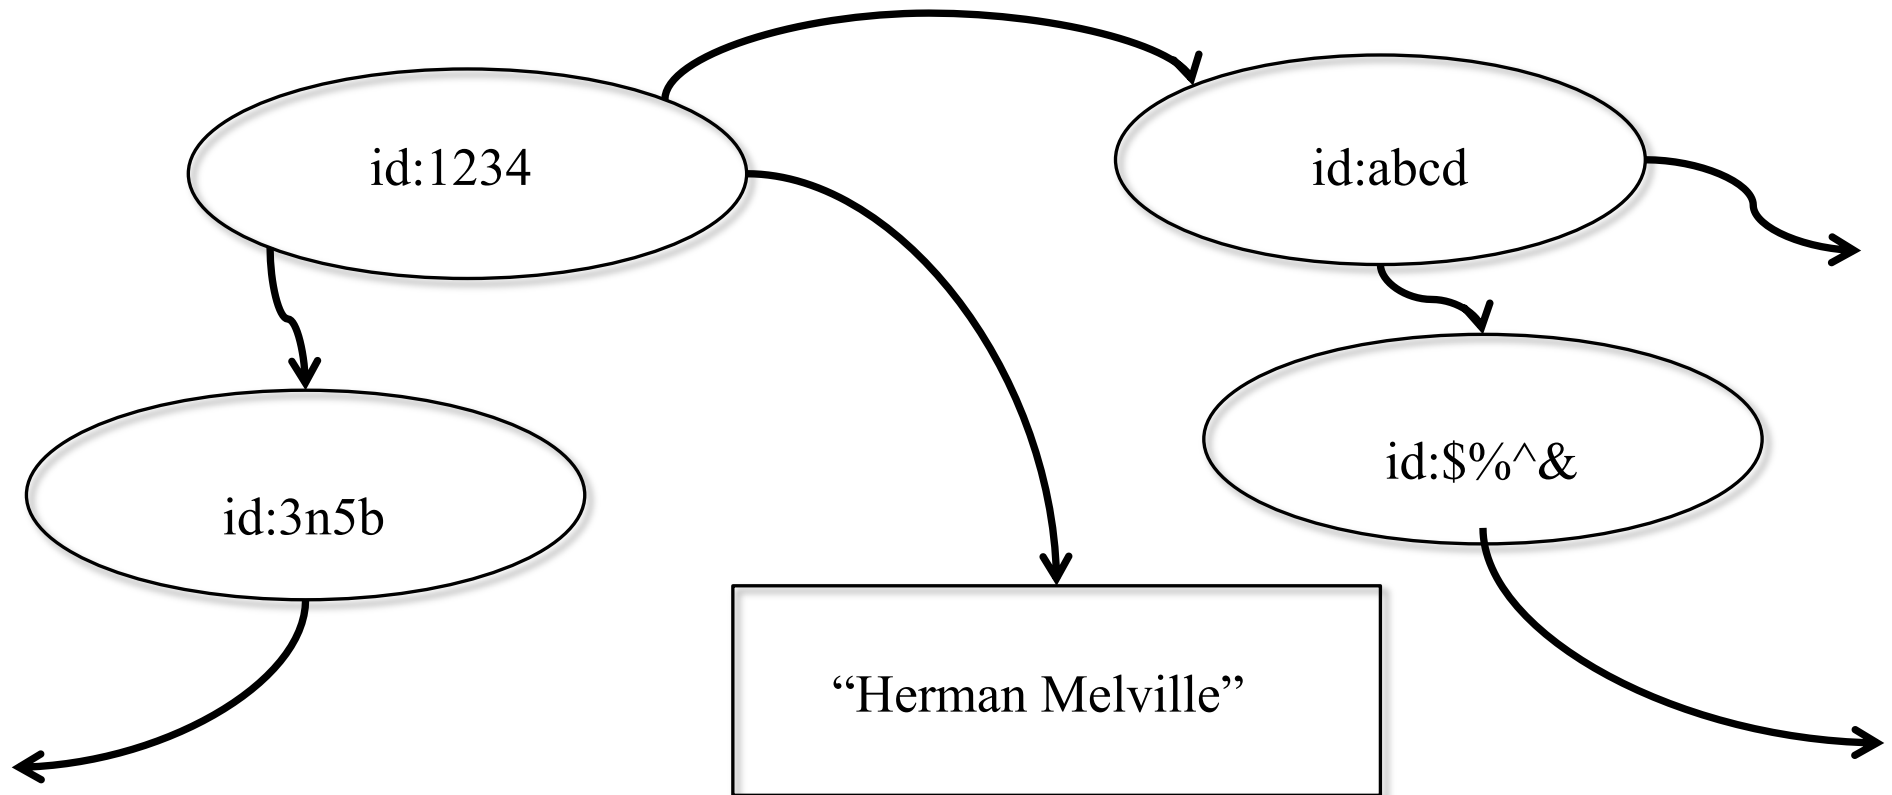 id:1234
id:abcd
id:$%^&
id:3n5b
“Herman Melville”